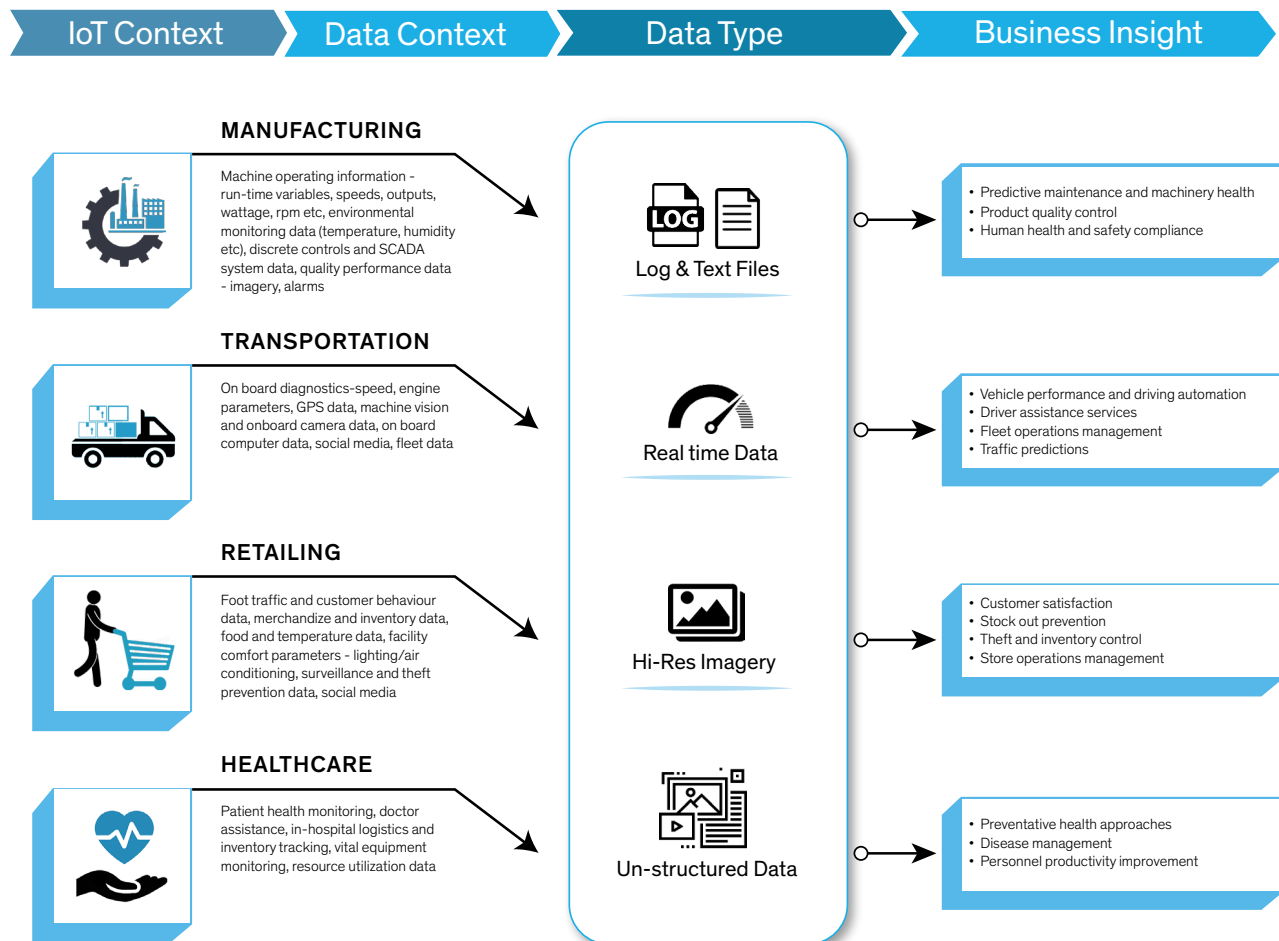 IoT Context
Data Context
Data Type
Business Insight
MANUFACTURING
Machine operating information -
run-time variables, speeds, outputs,
wattage, rpm etc, environmental
monitoring data (temperature, humidity
etc), discrete controls and SCADA
system data, quality performance data
- imagery, alarms
LOG
Log & Text Files
• Predictive maintenance and machinery health
• Product quality control
• Human health and safety compliance
TRANSPORTATION
On board diagnostics-speed, engine
parameters, GPS data, machine vision
and onboard camera data, on board
computer data, social media, fleet data
Real time Data
• Vehicle performance and driving automation
• Driver assistance services
• Fleet operations management
• Traffic predictions
RETAILING
Foot traffic and customer behaviour
data, merchandize and inventory data,
food and temperature data, facility
comfort parameters - lighting/air
conditioning, surveillance and theft
prevention data, social media
Hi-Res Imagery
• Customer satisfaction
• Stock out prevention
• Theft and inventory control
• Store operations management
HEALTHCARE
Patient health monitoring, doctor
assistance, in-hospital logistics and
inventory tracking, vital equipment
monitoring, resource utilization data
Un-structured Data
• Preventative health approaches
• Disease management
• Personnel productivity improvement